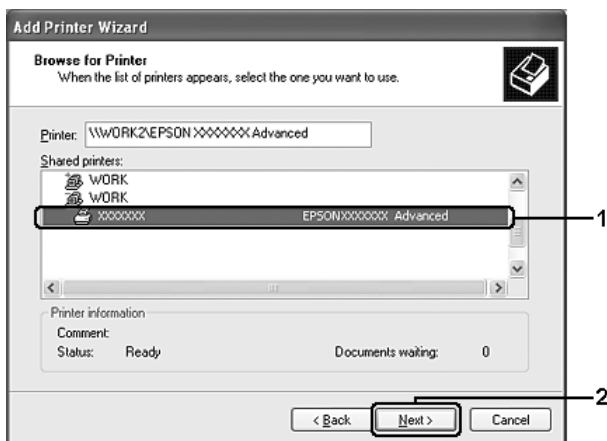 Add Printer Wizard
Browse for Printer
When the list of printers appears, select the one you want to use.
Printer: \\WORK2\EPSON XXXXXXX Advanced
Shared printers:
WORK
WORK
XXXXXXX EPSONXXXXXXX Advanced
1
Printer information
Comment:
Status: Ready Documents waiting: 0
2
< Back Next > Cancel